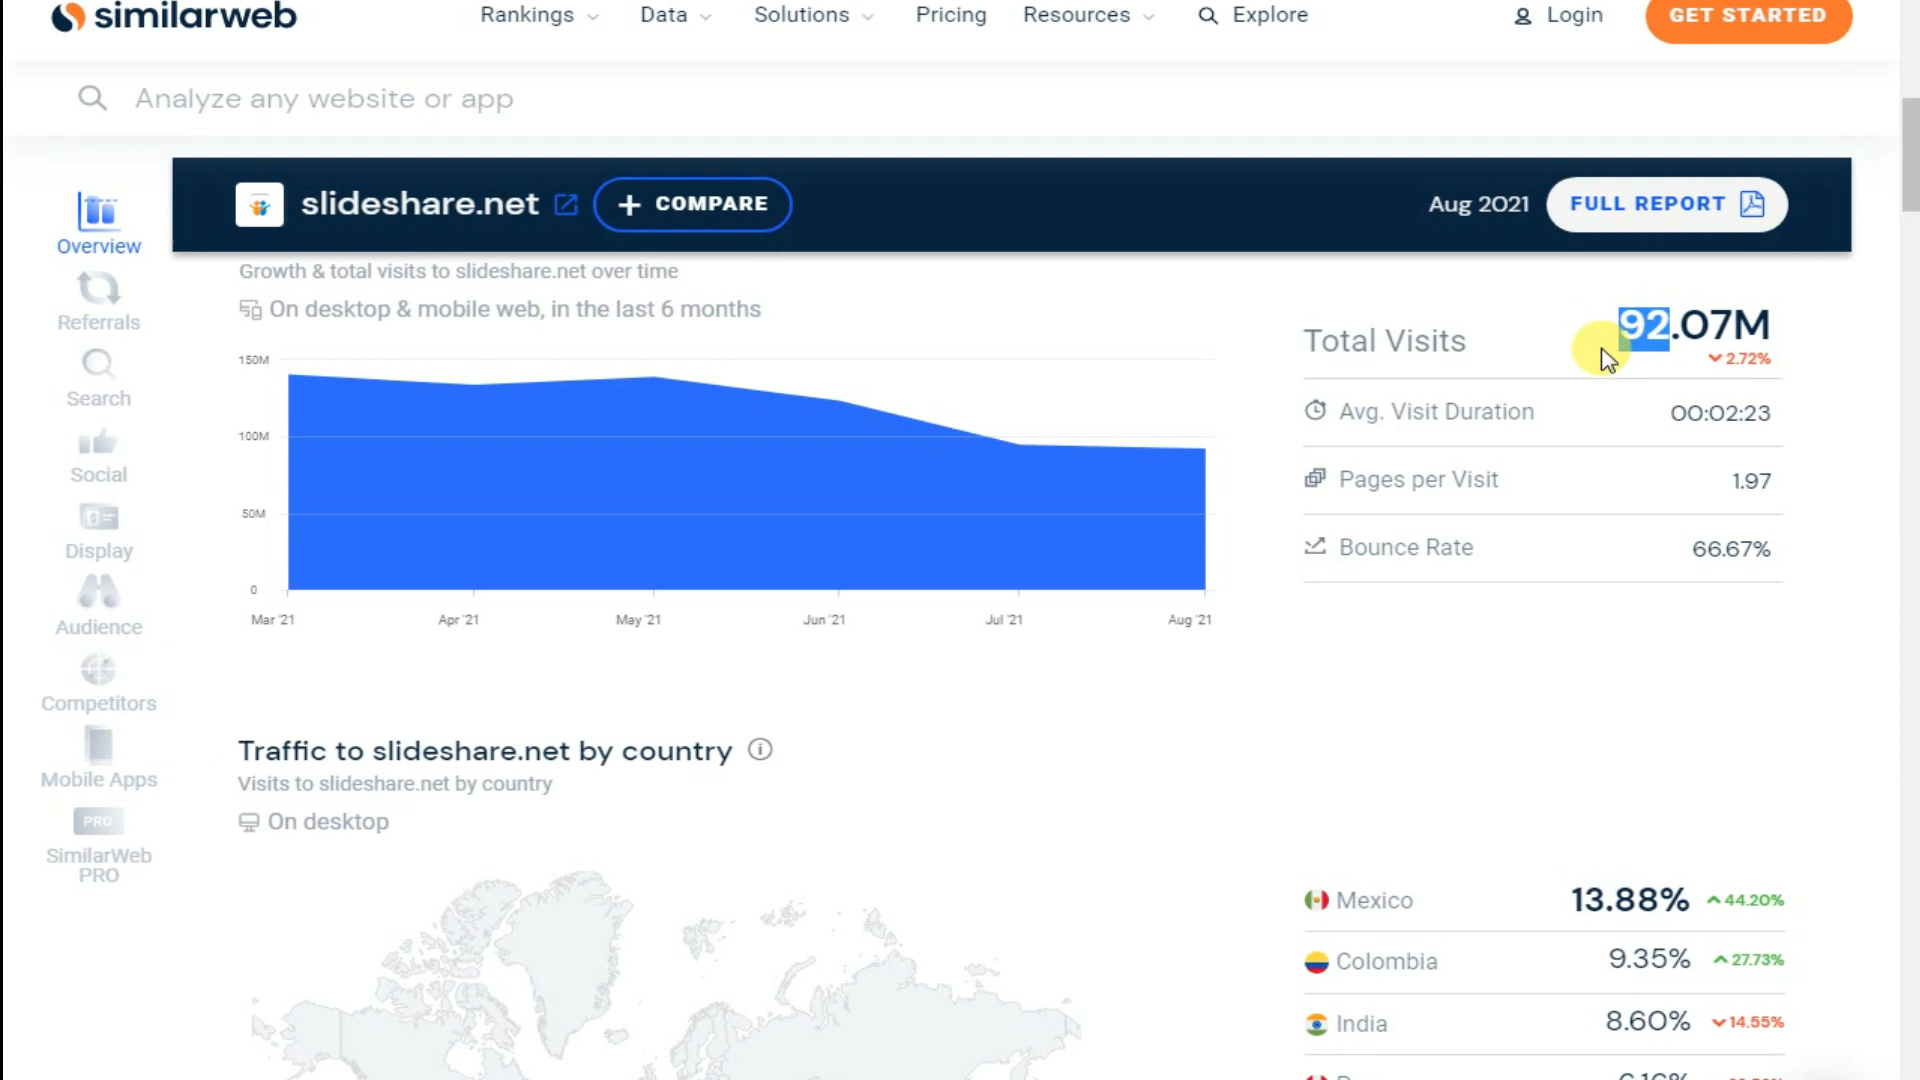 similarweb Rankings Data Solutions Pricing Resources Explore Login GET STARTED
Analyze any website or app
slideshare.net + COMPARE Aug 2021 FULL REPORT
Overview
Referrals
Search
Social
Display
Audience
Competitors
Mobile Apps
PRO
SimilarWeb
PRO
Growth & total visits to slideshare.net over time
On desktop & mobile web, in the last 6 months
150M
100M
50M
0
Mar '21 Apr '21 May '21 Jun '21 Jul '21 Aug '21
Total Visits 92.07M
2.72%
Avg. Visit Duration 00:02:23
Pages per Visit 1.97
Bounce Rate 66.67%
Traffic to slideshare.net by country
Visits to slideshare.net by country
On desktop
Mexico 13.88% 44.20%
Colombia 9.35% 27.73%
India 8.60% 14.55%